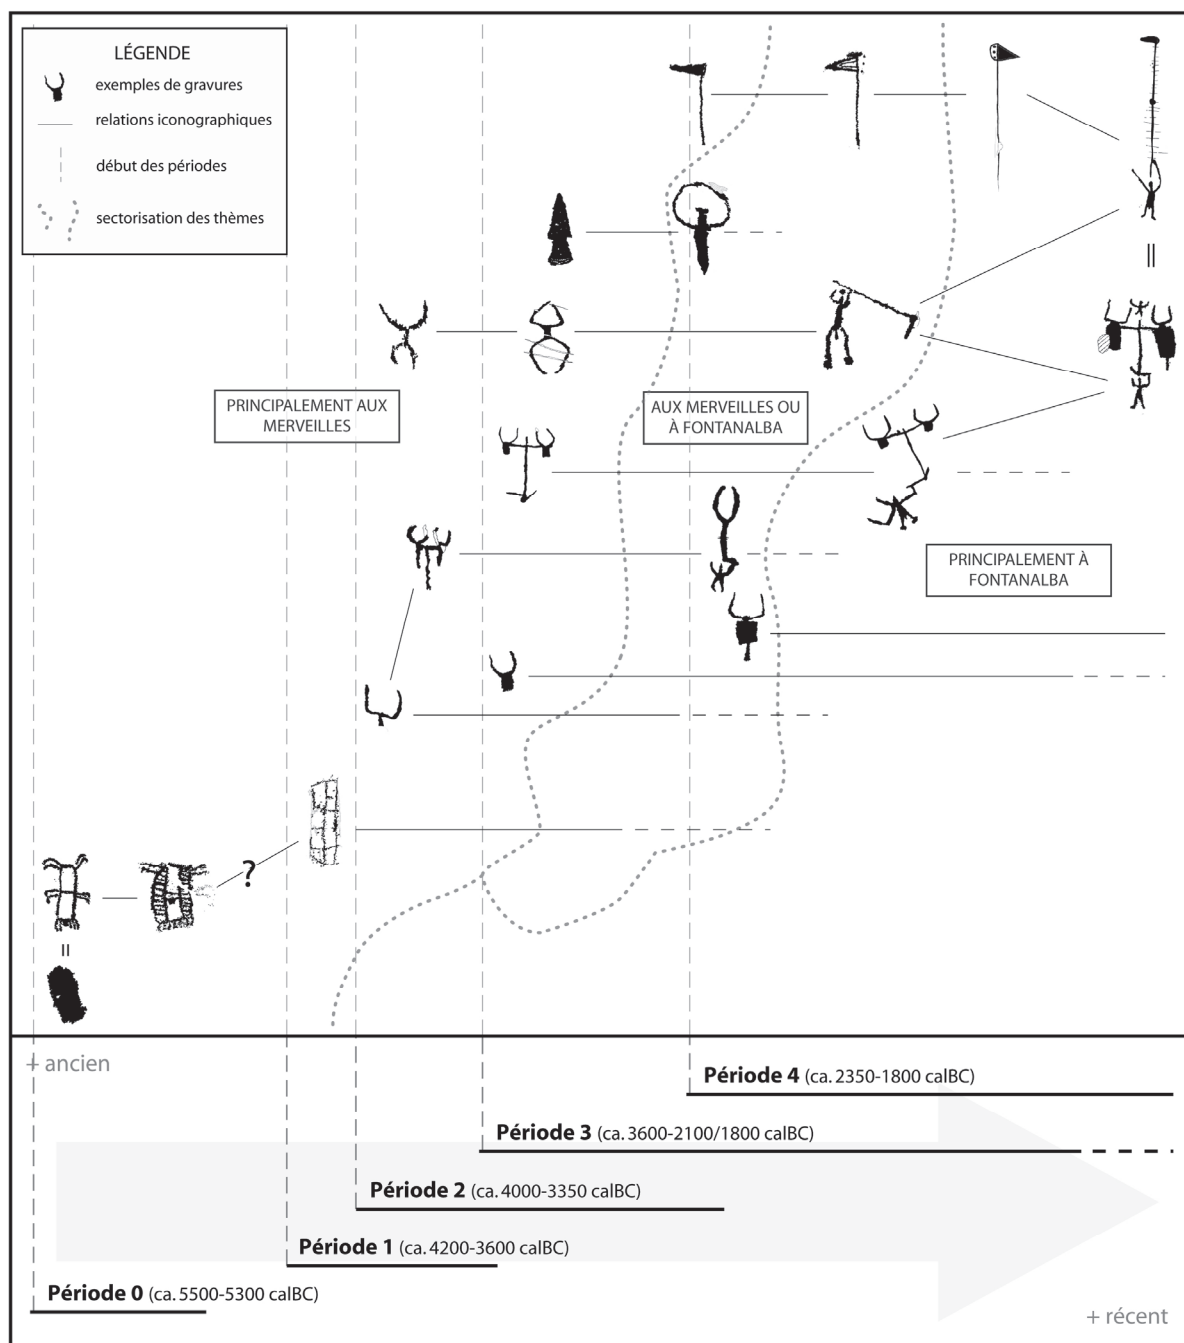 LÉGENDE
exemples de gravures
relations iconographiques
début des périodes
sectorisation des thèmes
PRINCIPALEMENT AUX
MERVEILLES
AUX MERVEILLES OU
À FONTANALBA
PRINCIPALEMENT À
FONTANALBA
?
+ ancien
Période 4 (ca. 2350-1800 calBC)
Période 3 (ca. 3600-2100/1800 calBC)
Période 2 (ca. 4000-3350 calBC)
Période 1 (ca. 4200-3600 calBC)
Période 0 (ca. 5500-5300 calBC)
+ récent